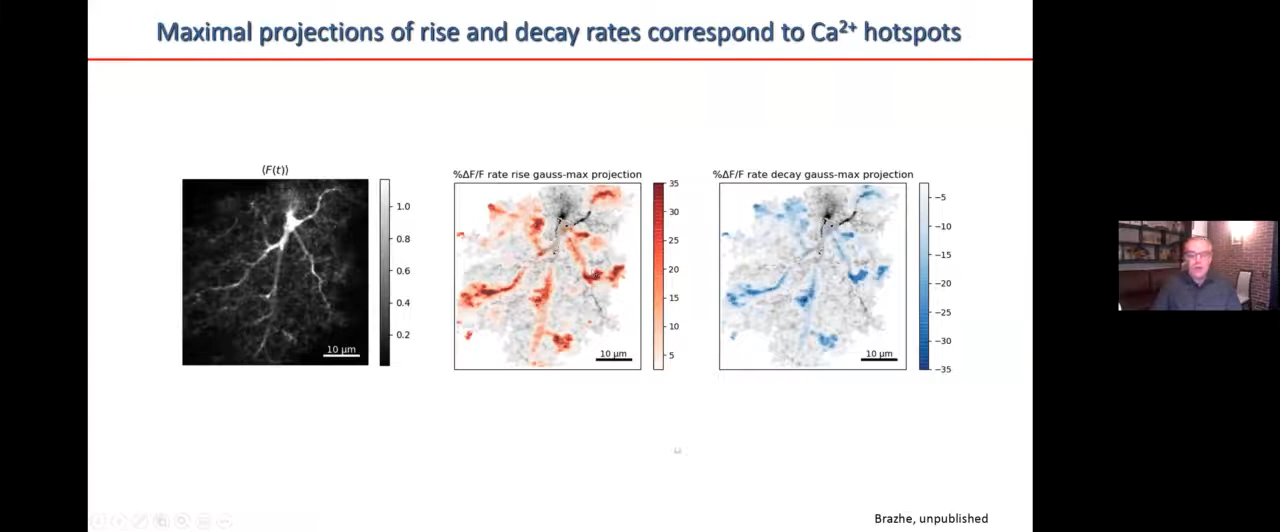 Maximal projections of rise and decay rates correspond to Ca²⁺ hotspots
⟨F(t)⟩
1.0
0.8
0.6
0.4
0.2
10 μm
%ΔF/F rate rise gauss-max projection
35
30
25
20
15
10
5
10 μm
%ΔF/F rate decay gauss-max projection
−5
−10
−15
−20
−25
−30
−35
10 μm
Brazhe, unpublished